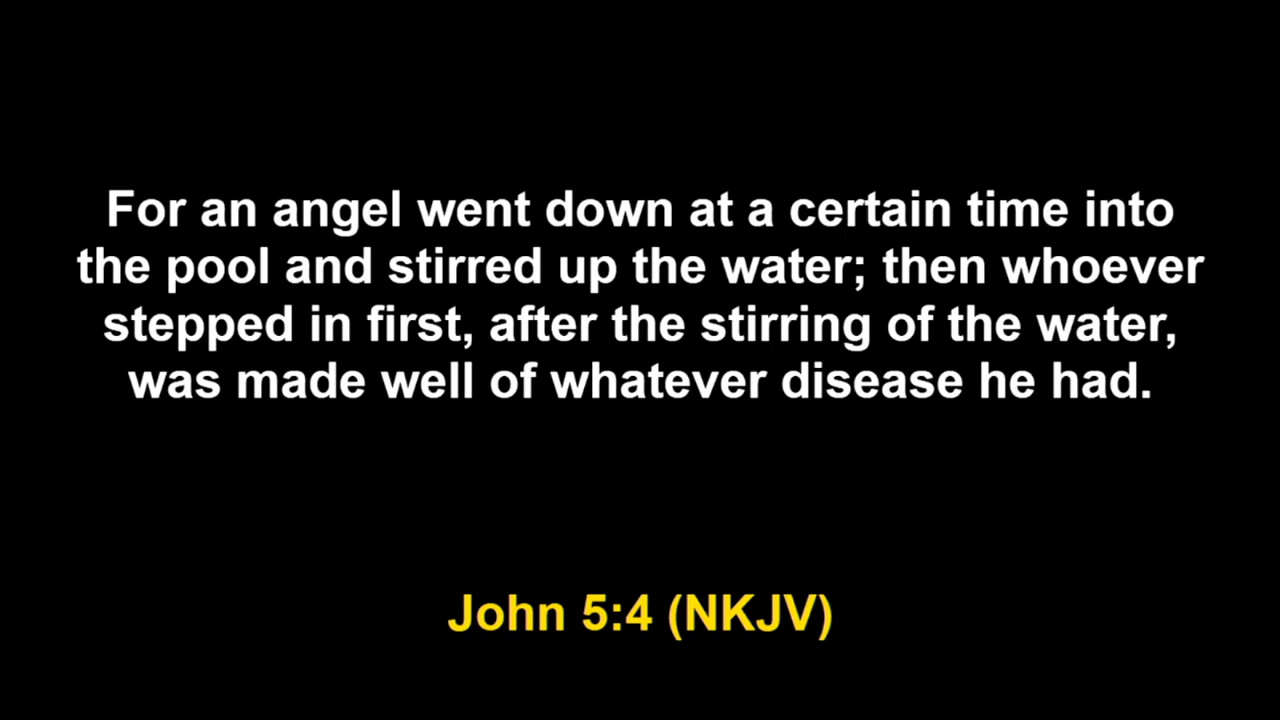 For an angel went down at a certain time into
the pool and stirred up the water; then whoever
stepped in first, after the stirring of the water,
was made well of whatever disease he had.
John 5:4 (NKJV)